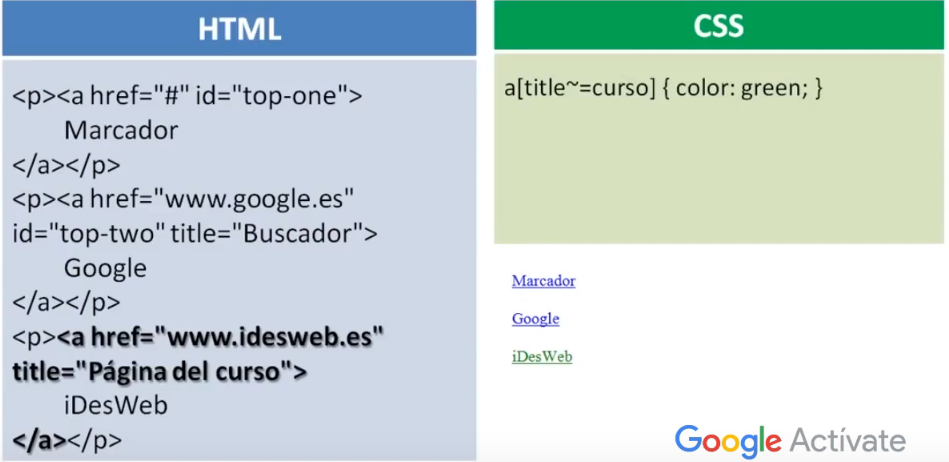 HTML
<p><a href="#" id="top-one">
Marcador
</a></p>
<p><a href="www.google.es"
id="top-two" title="Buscador">
Google
</a></p>
<p><a href="www.idesweb.es"
title="Página del curso">
iDesWeb
</a></p>
CSS
a[title~=curso] { color: green; }
Marcador
Google
iDesWeb
Google Actívate